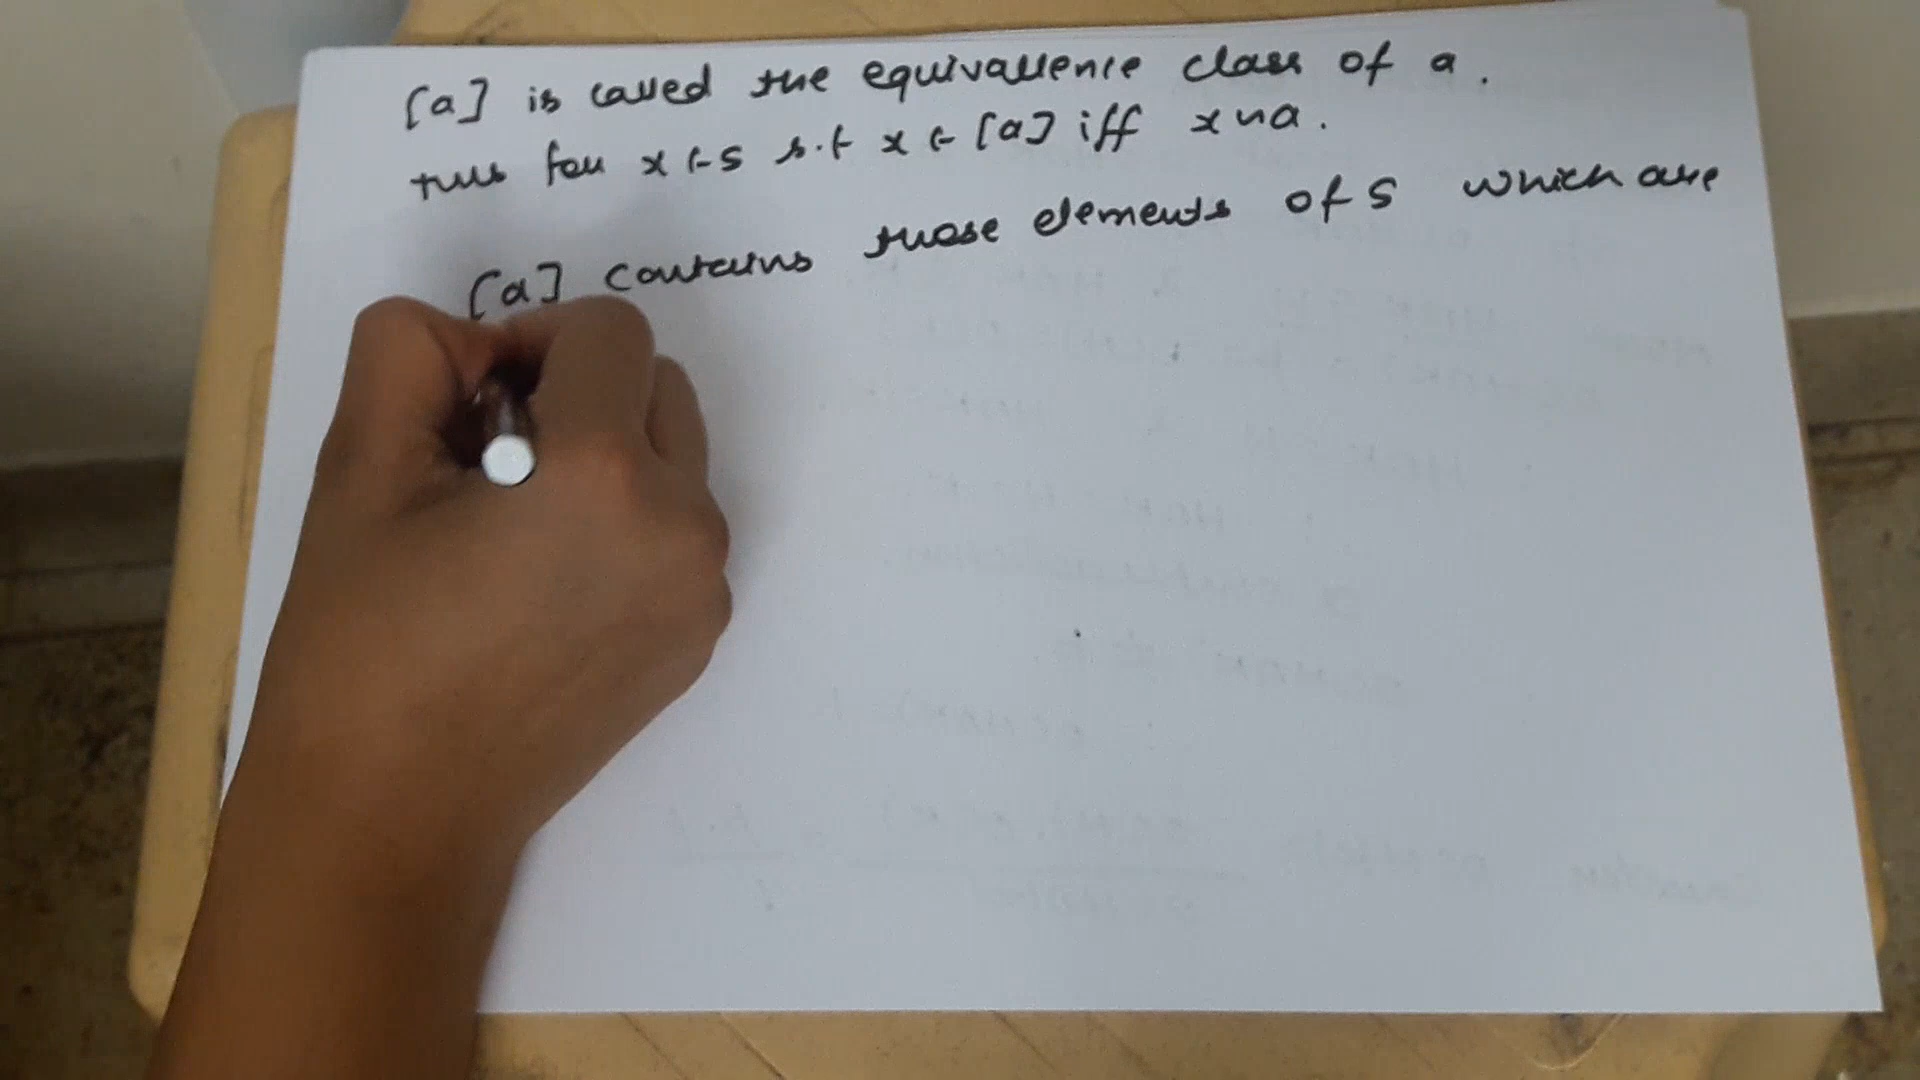 [a] is called the equivalence class of a.
thus for x ∈ S s.t x ∈ [a] iff x ~ a.
[a] contains those elements of S which are